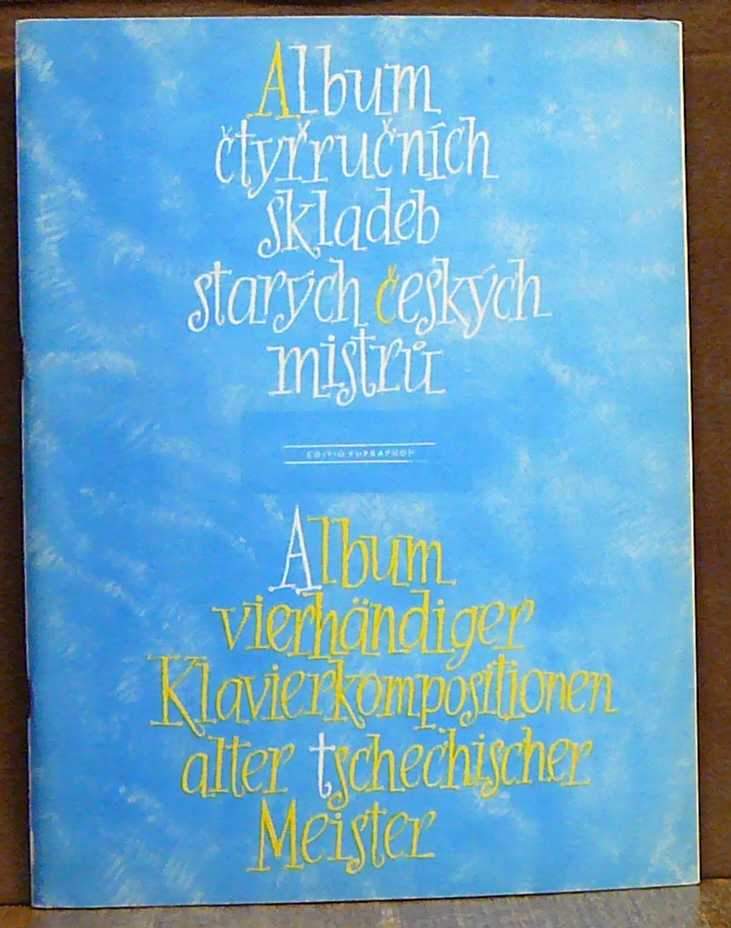 Album
čtyřručních
skladeb
starých českých
mistrů
EDITIO SUPRAPHON
Album
vierhändiger
Klavierkompositionen
alter tschechischer
Meister